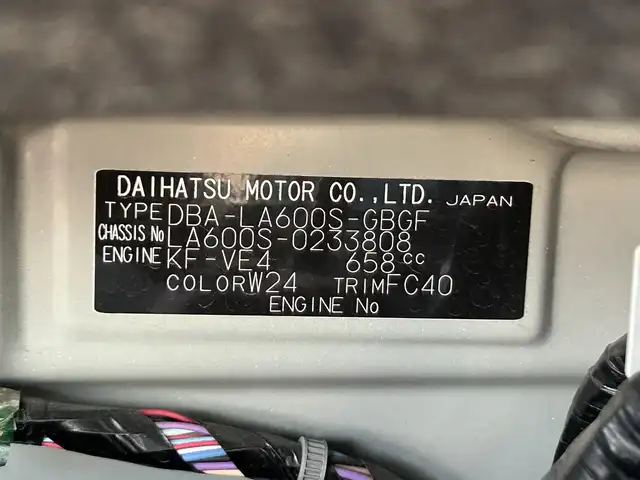 DAIHATSU MOTOR CO.,LTD. JAPAN
TYPE DBA-LA600S-GBGF
CHASSIS No LA600S-0233808
ENGINE KF-VE4 658cc
COLOR W24 TRIM FC40
ENGINE No